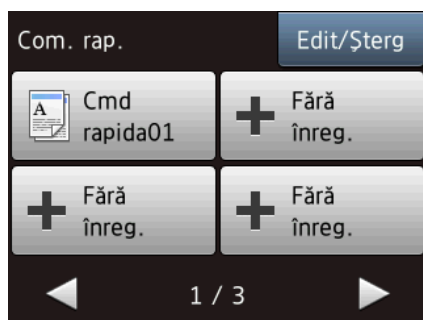 Com. rap.
Edit/Şterg
A
Cmd
rapida01
Fără
înreg.
Fără
înreg.
Fără
înreg.
1 / 3